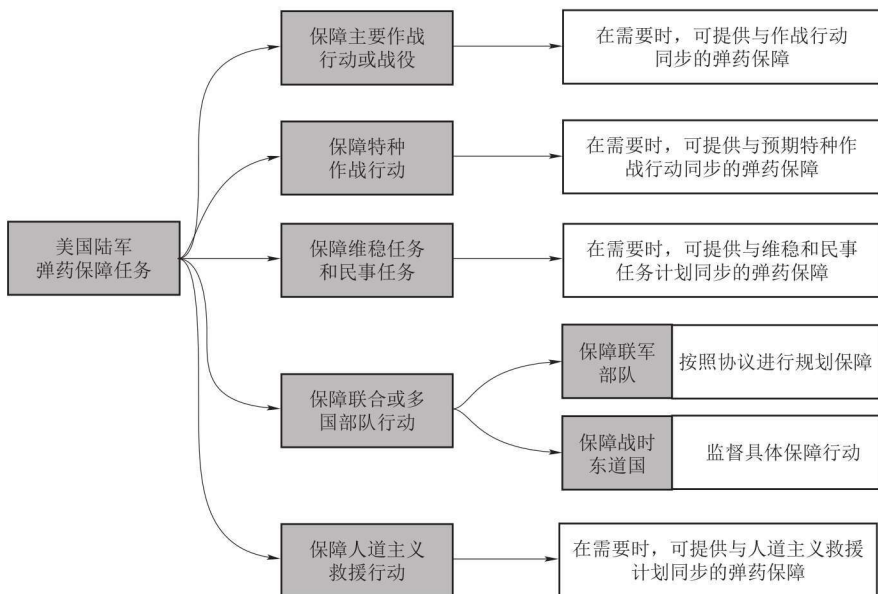 保障主要作战
行动或战役
在需要时，可提供与作战行动
同步的弹药保障
保障特种
作战行动
在需要时，可提供与预期特种作
战行动同步的弹药保障
美国陆军
弹药保障任务
保障维稳任务
和民事任务
在需要时，可提供与维稳和民事
任务计划同步的弹药保障
保障联合或多
国部队行动
保障联军
部队
按照协议进行规划保障
保障战时
东道国
监督具体保障行动
保障人道主义
救援行动
在需要时，可提供与人道主义救援
计划同步的弹药保障